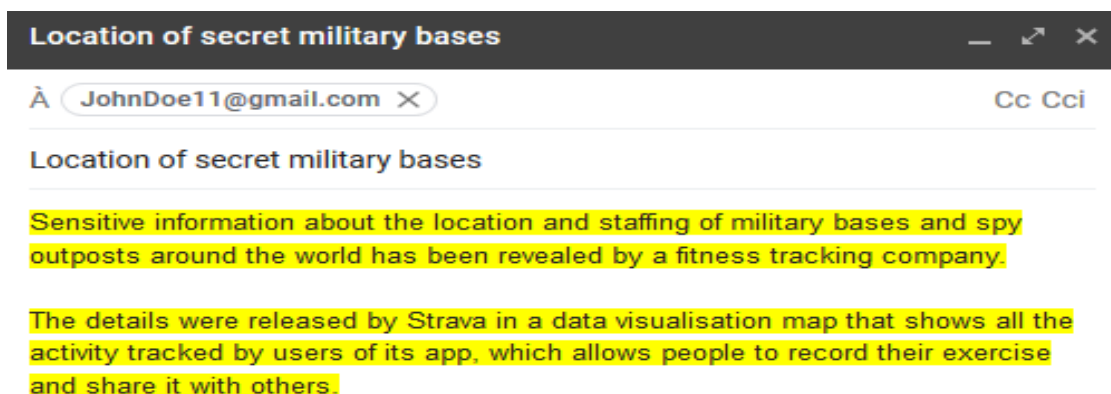 Location of secret military bases
À JohnDoe11@gmail.com Cc Cci
Location of secret military bases
Sensitive information about the location and staffing of military bases and spy
outposts around the world has been revealed by a fitness tracking company.
The details were released by Strava in a data visualisation map that shows all the
activity tracked by users of its app, which allows people to record their exercise
and share it with others.